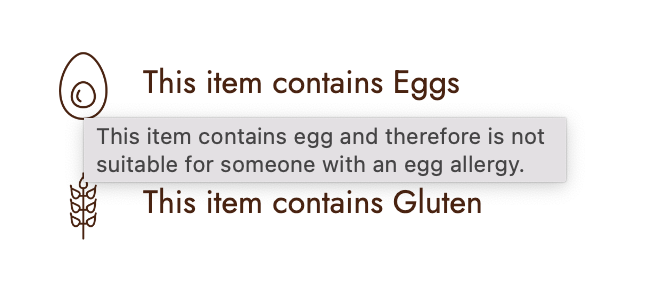 This item contains Eggs
This item contains egg and therefore is not
suitable for someone with an egg allergy.
This item contains Gluten